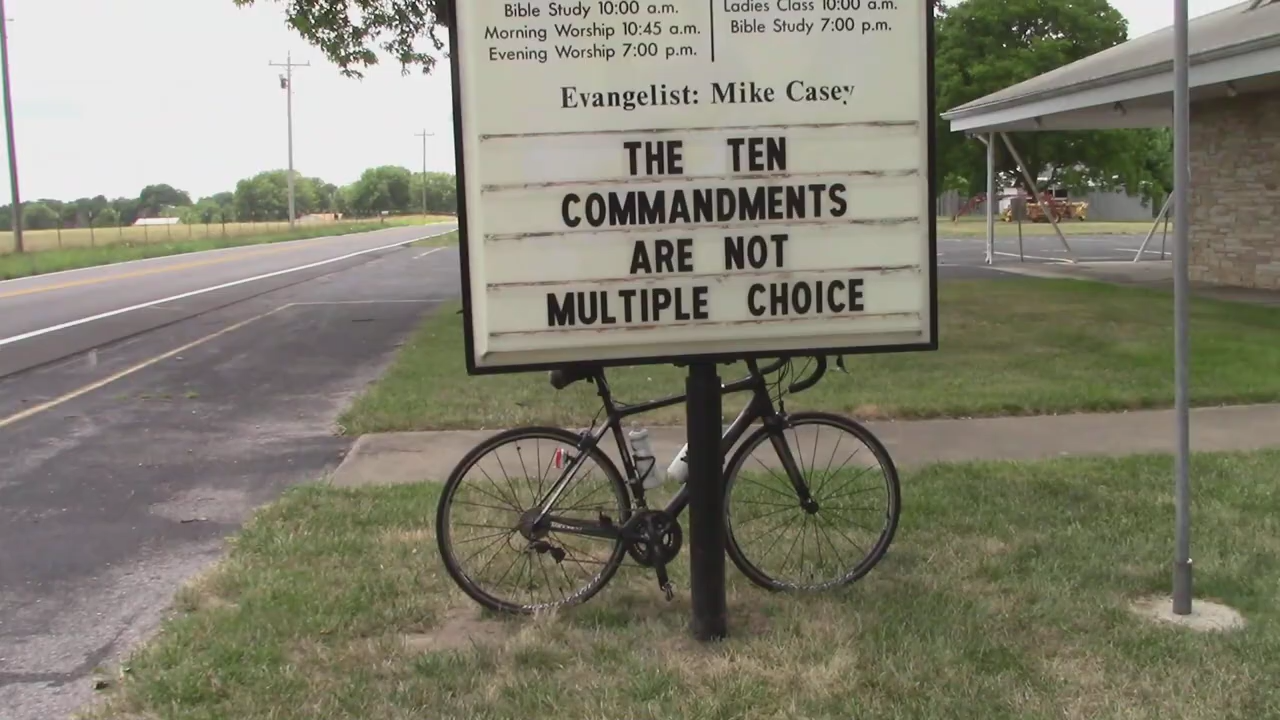 Bible Study 10:00 a.m.
Morning Worship 10:45 a.m.
Evening Worship 7:00 p.m.
Ladies Class 10:00 a.m.
Bible Study 7:00 p.m.
Evangelist: Mike Casey
THE TEN
COMMANDMENTS
ARE NOT
MULTIPLE CHOICE